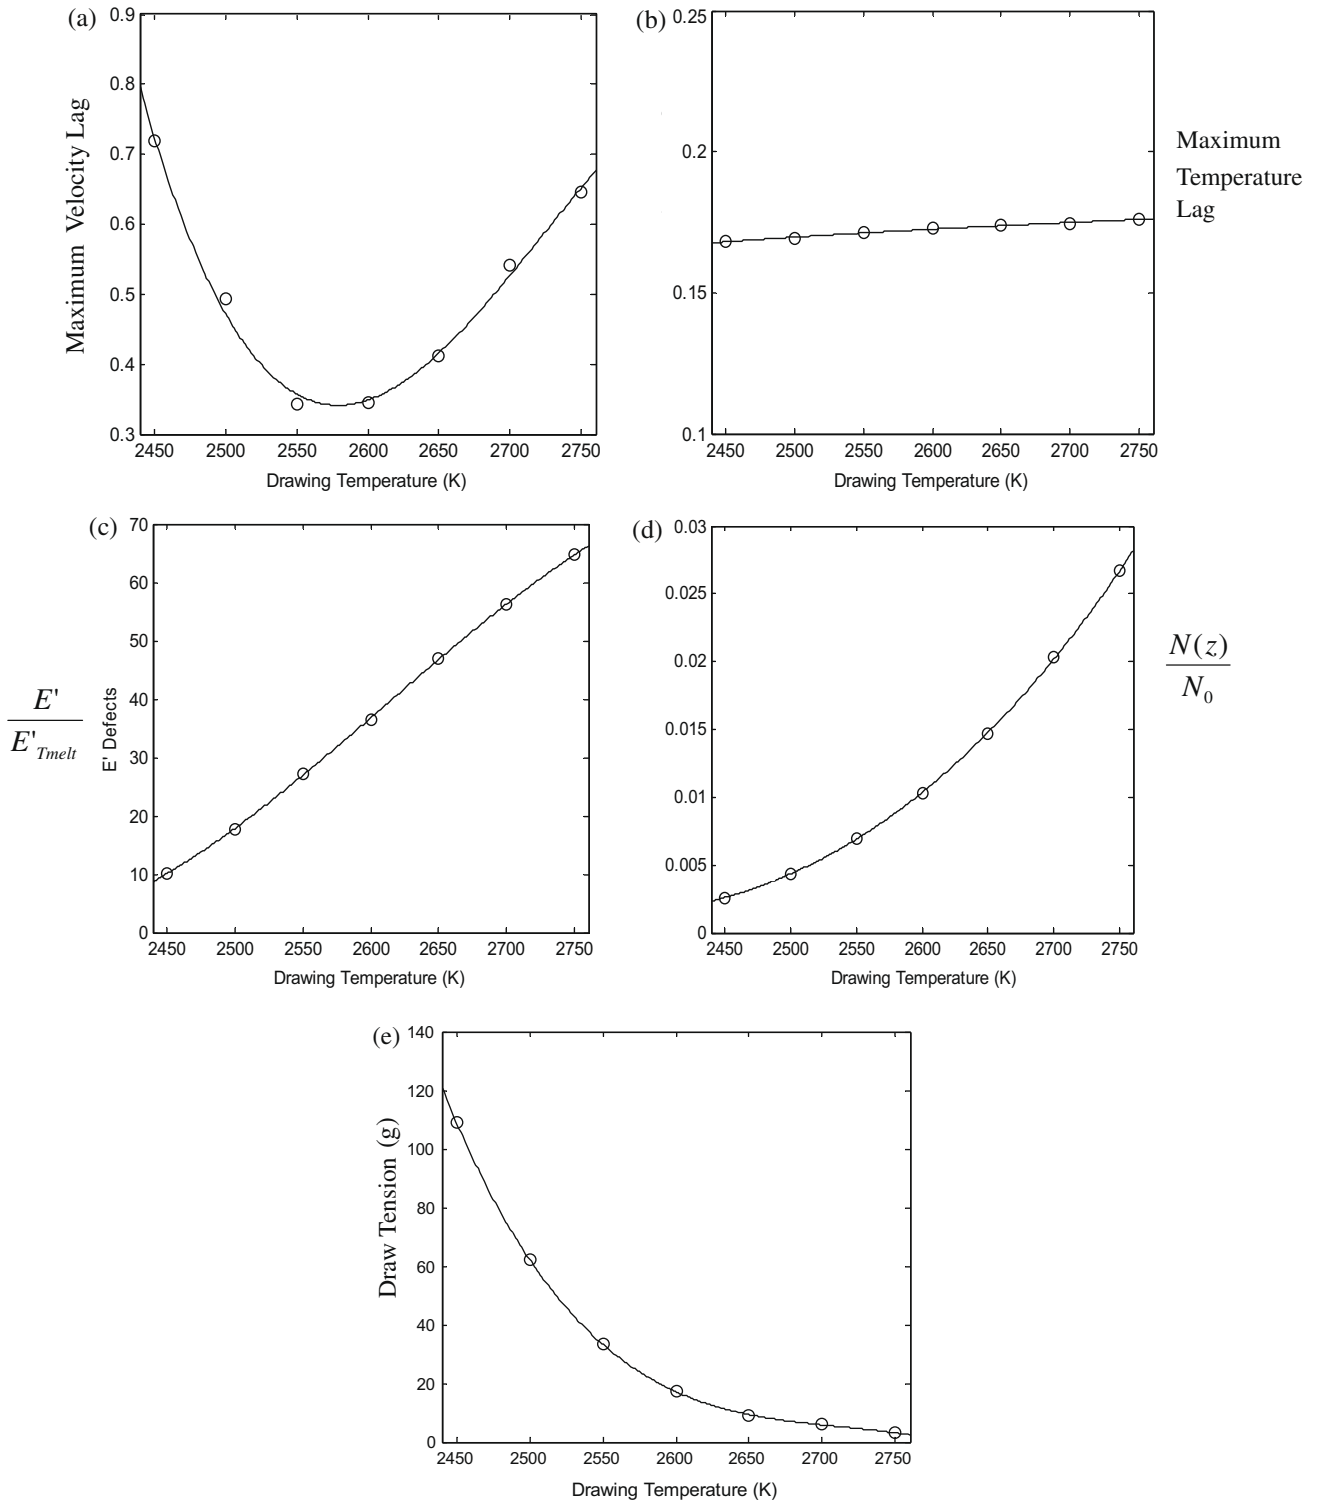 (a)
0.9
0.8
0.7
0.6
0.5
0.4
0.3
Maximum Velocity Lag
2450 2500 2550 2600 2650 2700 2750
Drawing Temperature (K)
(b)
0.25
0.2
0.15
0.1
Maximum
Temperature
Lag
2450 2500 2550 2600 2650 2700 2750
Drawing Temperature (K)
(c)
70
60
50
40
30
20
10
0
E'
E'Tmelt
E' Defects
2450 2500 2550 2600 2650 2700 2750
Drawing Temperature (K)
(d)
0.03
0.025
0.02
0.015
0.01
0.005
0
N(z)
N0
2450 2500 2550 2600 2650 2700 2750
Drawing Temperature (K)
(e)
140
120
100
80
60
40
20
0
Draw Tension (g)
2450 2500 2550 2600 2650 2700 2750
Drawing Temperature (K)